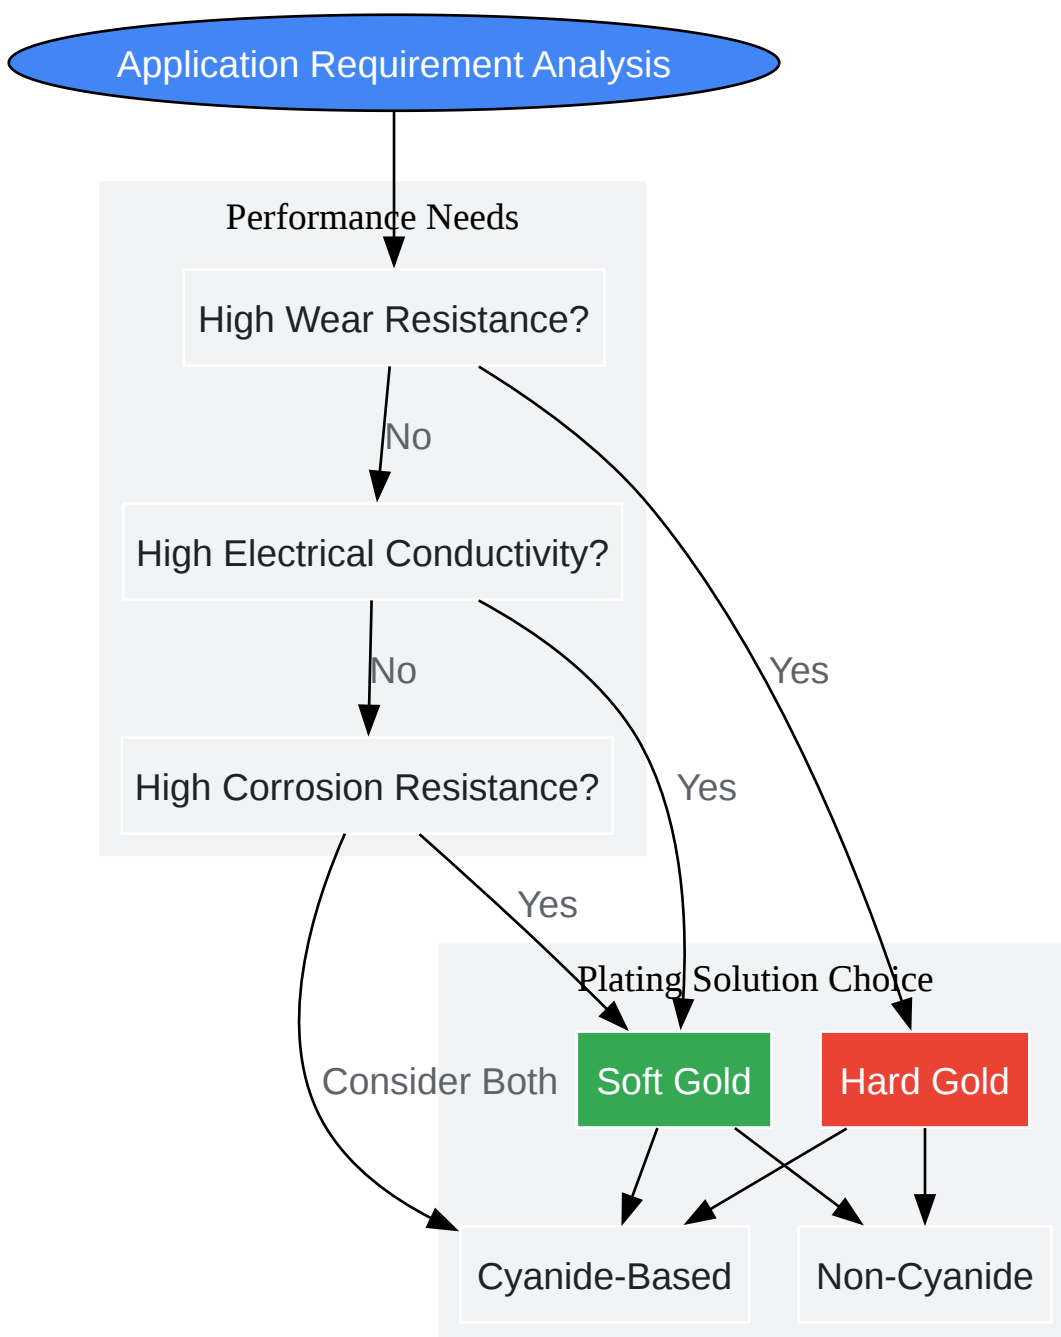 Application Requirement Analysis
Performance Needs
High Wear Resistance?
No
High Electrical Conductivity?
No
Yes
High Corrosion Resistance?
Yes
Yes
Plating Solution Choice
Consider Both
Soft Gold
Hard Gold
Cyanide-Based
Non-Cyanide